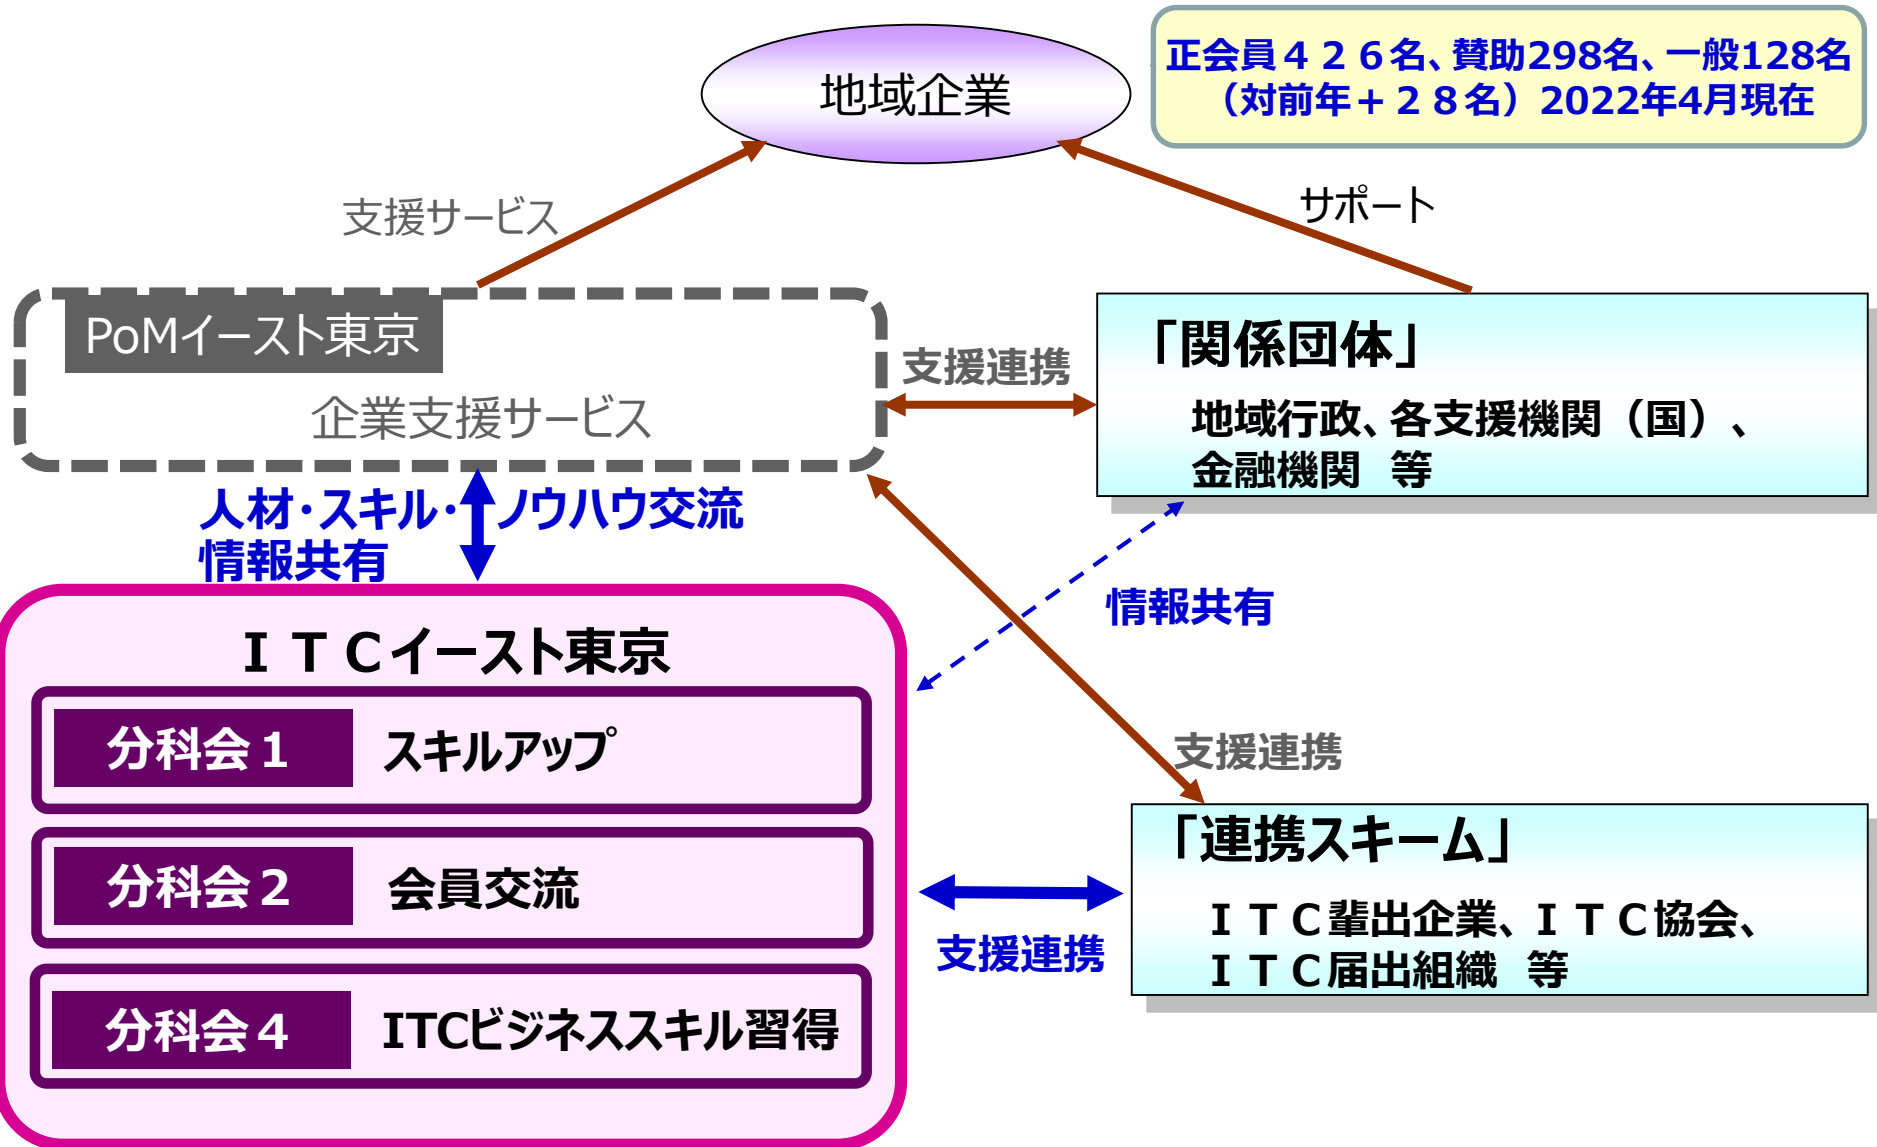 地域企業
正会員４２６名、賛助298名、一般128名
（対前年＋２８名）2022年4月現在
支援サービス
サポート
PoMイースト東京
企業支援サービス
支援連携
「関係団体」
地域行政、各支援機関（国）、
金融機関　等
人材・スキル・ノウハウ交流
情報共有
情報共有
ＩＴＣイースト東京
分科会１
スキルアップ
分科会２
会員交流
分科会４
ITCビジネススキル習得
支援連携
支援連携
「連携スキーム」
ＩＴＣ輩出企業、ＩＴＣ協会、
ＩＴＣ届出組織　等